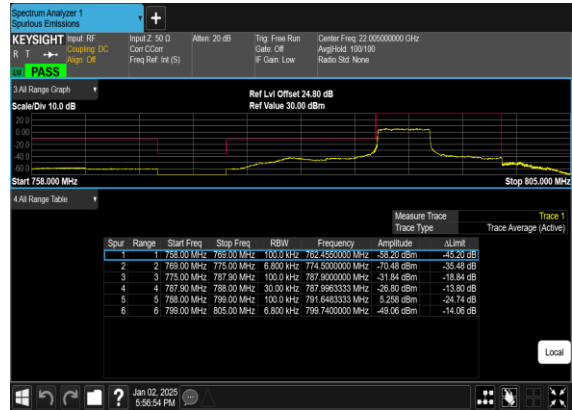 Spectrum Analyzer 1
Spurious Emissions
+
KEYSIGHT Input: RF Input Z: 50 Ω Atten: 20 dB Trig: Free Run Center Freq: 22.005000000 GHz
R T Coupling: DC Corr CCorr Gate: Off Avg|Hold: 100/100
Align: Off Freq Ref: Int (S) IF Gain: Low Radio Std: None
PASS
3 All Range Graph Ref Lvl Offset 24.80 dB
Scale/Div 10.0 dB Ref Value 30.00 dBm
20.0
0.00
-20.0
-40.0
-60.0
Start 758.000 MHz Stop 805.000 MHz
4 All Range Table
Measure Trace Trace 1
Trace Type Trace Average (Active)
Spur Range Start Freq Stop Freq RBW Frequency Amplitude ΔLimit
1 1 758.00 MHz 769.00 MHz 100.0 kHz 762.4550000 MHz -58.20 dBm -45.20 dB
2 2 769.00 MHz 775.00 MHz 6.800 kHz 774.5000000 MHz -70.48 dBm -35.48 dB
3 3 775.00 MHz 787.90 MHz 100.0 kHz 787.9000000 MHz -31.84 dBm -18.84 dB
4 4 787.90 MHz 788.00 MHz 30.00 kHz 787.9963333 MHz -26.80 dBm -13.80 dB
5 5 788.00 MHz 799.00 MHz 100.0 kHz 791.6483333 MHz 5.258 dBm -24.74 dB
6 6 799.00 MHz 805.00 MHz 6.800 kHz 799.7400000 MHz -49.06 dBm -14.06 dB
Local
? Jan 02, 2025
5:56:54 PM